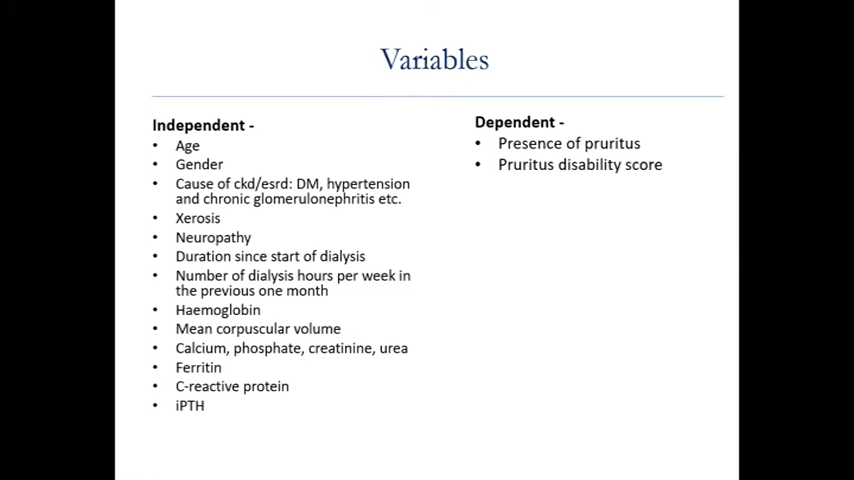 Variables
Independent -
• Age
• Gender
• Cause of ckd/esrd: DM, hypertension
and chronic glomerulonephritis etc.
• Xerosis
• Neuropathy
• Duration since start of dialysis
• Number of dialysis hours per week in
the previous one month
• Haemoglobin
• Mean corpuscular volume
• Calcium, phosphate, creatinine, urea
• Ferritin
• C-reactive protein
• iPTH
Dependent -
• Presence of pruritus
• Pruritus disability score